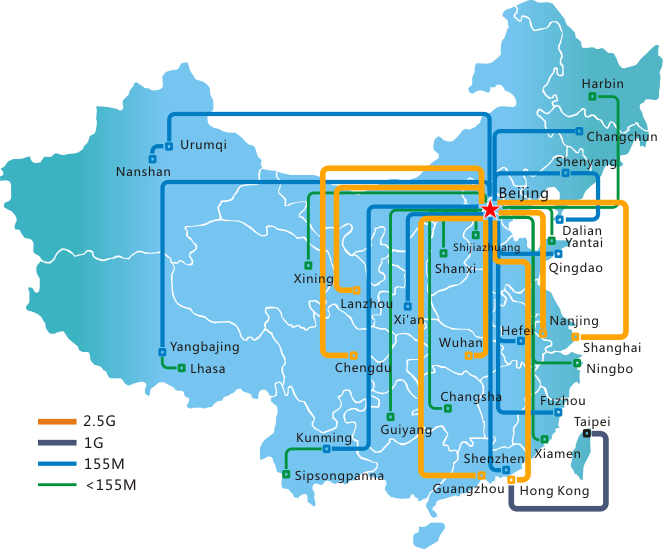 Harbin
Changchun
Urumqi
Shenyang
Nanshan
Beijing
Dalian
Yantai
Shijiazhuang
Shanxi
Qingdao
Xining
Lanzhou
Xi'an
Nanjing
Hefei
Wuhan
Shanghai
Yangbajing
Lhasa
Chengdu
Ningbo
Changsha
Fuzhou
2.5G
Taipei
Guiyang
1G
Kunming
Xiamen
155M
Shenzhen
Sipsongpanna
<155M
Guangzhou
Hong Kong